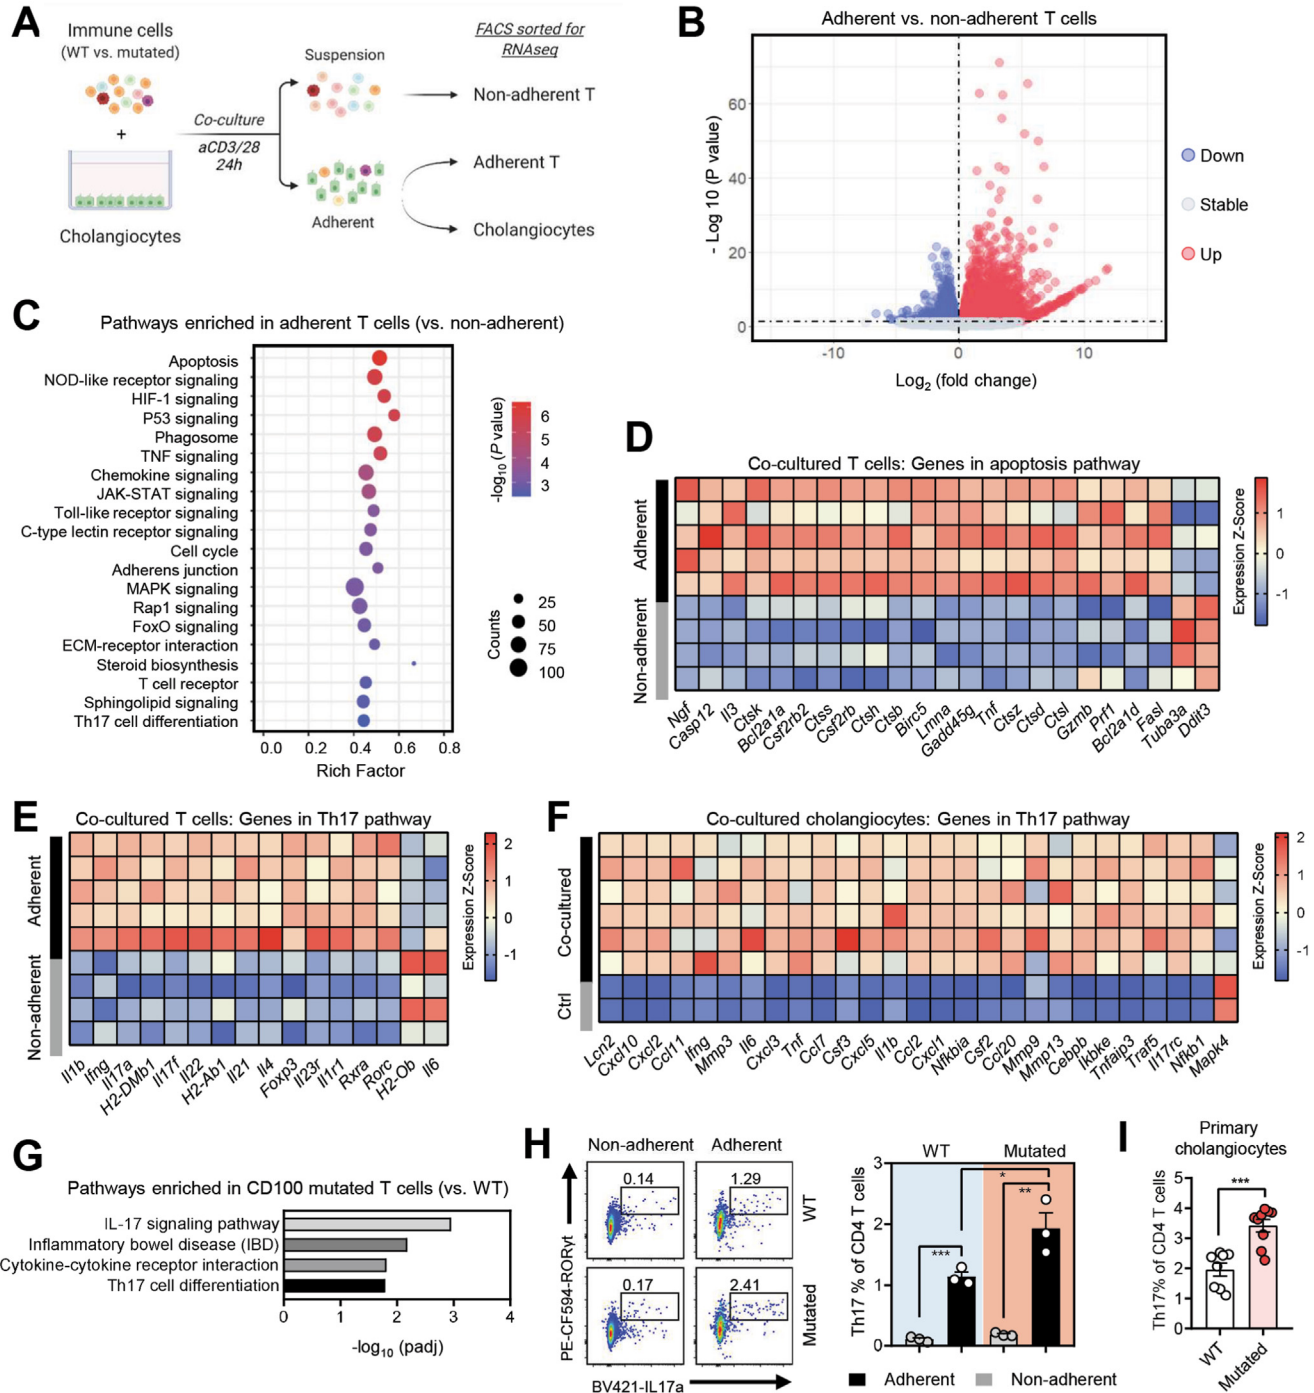 A
Immune cells
(WT vs. mutated)
+
Cholangiocytes
Co-culture
aCD3/28
24h
Suspension
Adherent
FACS sorted for
RNAseq
Non-adherent T
Adherent T
Cholangiocytes
B
Adherent vs. non-adherent T cells
- Log 10 (P value)
60
40
20
0
-10
0
10
Log2 (fold change)
Down
Stable
Up
C
Pathways enriched in adherent T cells (vs. non-adherent)
Apoptosis
NOD-like receptor signaling
HIF-1 signaling
P53 signaling
Phagosome
TNF signaling
Chemokine signaling
JAK-STAT signaling
Toll-like receptor signaling
C-type lectin receptor signaling
Cell cycle
Adherens junction
MAPK signaling
Rap1 signaling
FoxO signaling
ECM-receptor interaction
Steroid biosynthesis
T cell receptor
Sphingolipid signaling
Th17 cell differentiation
0.0
0.2
0.4
0.6
0.8
Rich Factor
-log10 (P value)
6
5
4
3
Counts
25
50
75
100
D
Co-cultured T cells: Genes in apoptosis pathway
Adherent
Non-adherent
Ngf
Casp12
Il3
Ctsk
Bcl2a1a
Csf2rb2
Ctss
Csf2rb
Ctsh
Ctsb
Birc5
Lmna
Gadd45g
Tnf
Ctsz
Ctsd
Ctsl
Gzmb
Prf1
Bcl2a1d
Fasl
Tuba3a
Ddit3
Expression Z-Score
1
0
-1
E
Co-cultured T cells: Genes in Th17 pathway
Adherent
Non-adherent
Il1b
Ifng
Il17a
H2-DMb1
Il17f
Il22
H2-Ab1
Il21
Il4
Foxp3
Il23r
Il1r1
Rxra
Rorc
H2-Ob
Il6
Expression Z-Score
2
1
0
-1
F
Co-cultured cholangiocytes: Genes in Th17 pathway
Co-cultured
Ctrl
Lcn2
Cxcl10
Cxcl2
Ccl11
Ifng
Mmp3
Il6
Cxcl3
Tnf
Ccl7
Csf3
Cxcl5
Il1b
Ccl2
Cxcl1
Nfkbia
Csf2
Ccl20
Mmp9
Mmp13
Cebpb
Ikbke
Tnfaip3
Traf5
Il17rc
Nfkb1
Mapk4
Expression Z-Score
2
1
0
-1
G
Pathways enriched in CD100 mutated T cells (vs. WT)
IL-17 signaling pathway
Inflammatory bowel disease (IBD)
Cytokine-cytokine receptor interaction
Th17 cell differentiation
0
1
2
3
4
-log10 (padj)
H
Non-adherent
Adherent
0.14
1.29
WT
0.17
2.41
Mutated
PE-CF594-RORγt
BV421-IL17a
WT
Mutated
Th17 % of CD4 T cells
3
2
1
0
***
*
**
Adherent
Non-adherent
I
Primary
cholangiocytes
Th17% of CD4 T cells
5
4
3
2
1
0
***
WT
Mutated